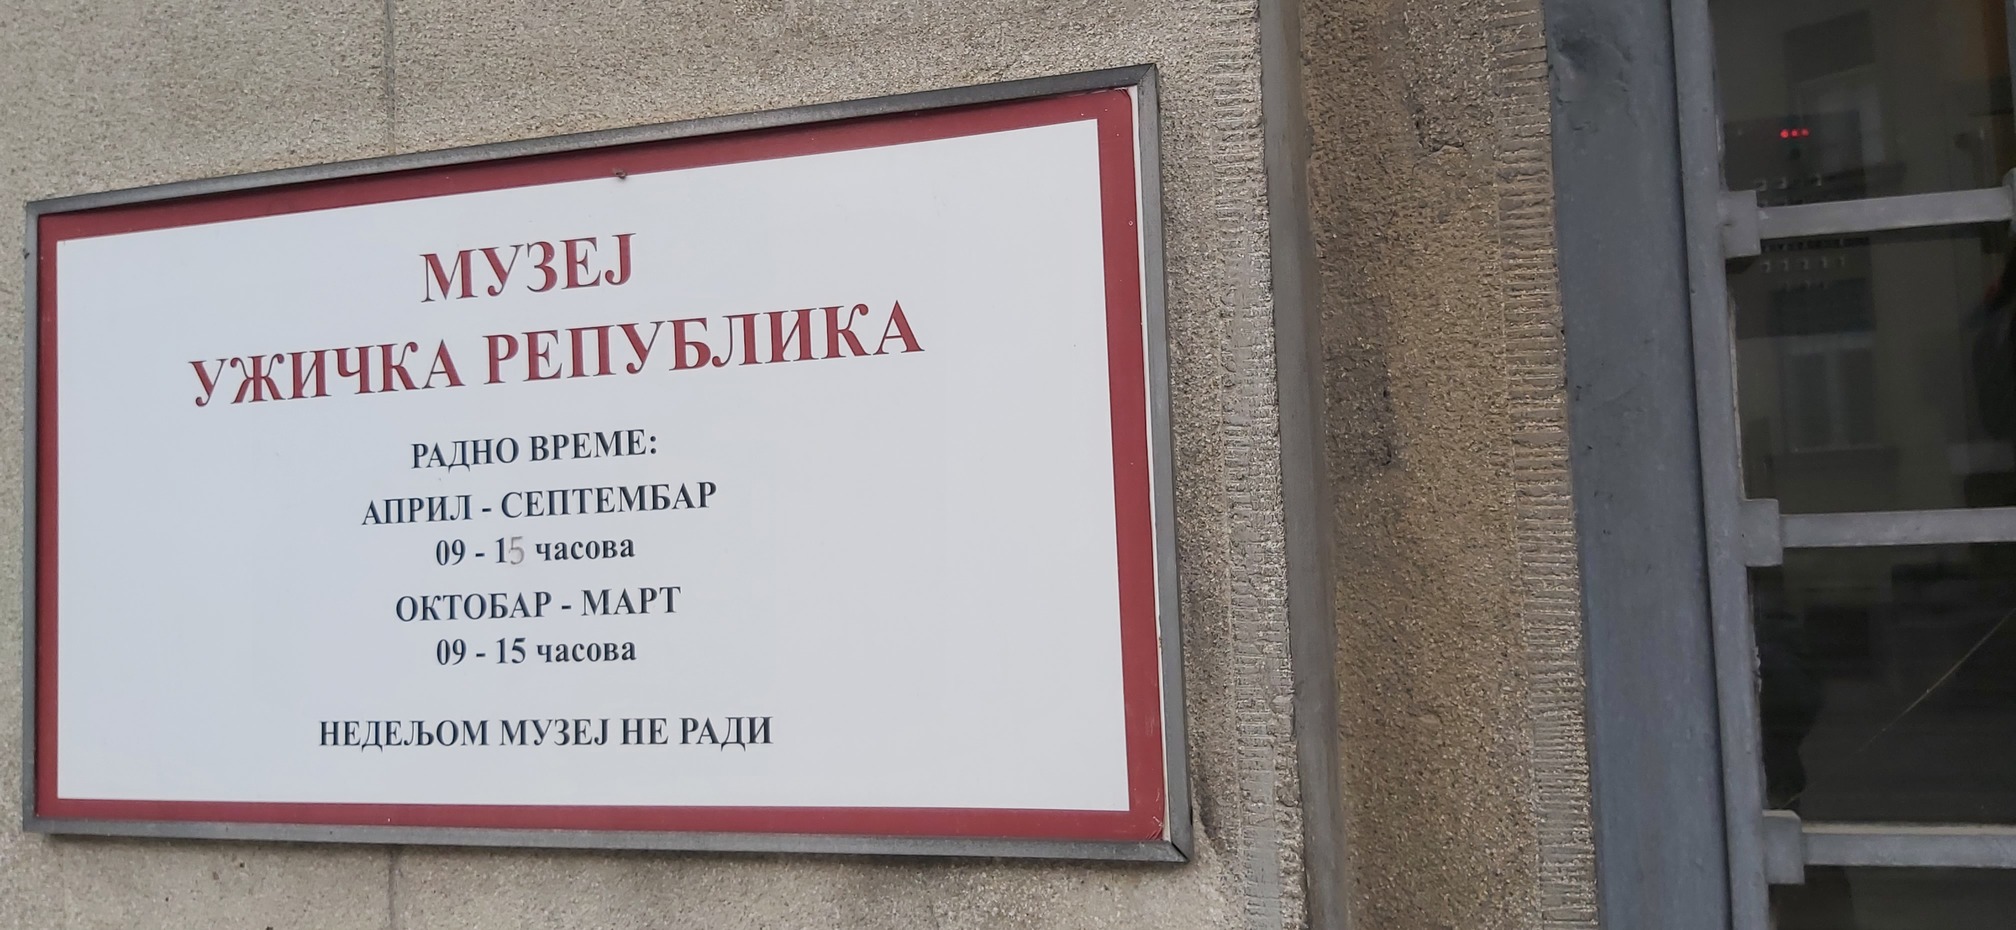 МУЗЕЈ
УЖИЧКА РЕПУБЛИКА
РАДНО ВРЕМЕ:
АПРИЛ - СЕПТЕМБАР
09 - 15 часова
ОКТОБАР - МАРТ
09 - 15 часова
НЕДЕЉОМ МУЗЕЈ НЕ РАДИ